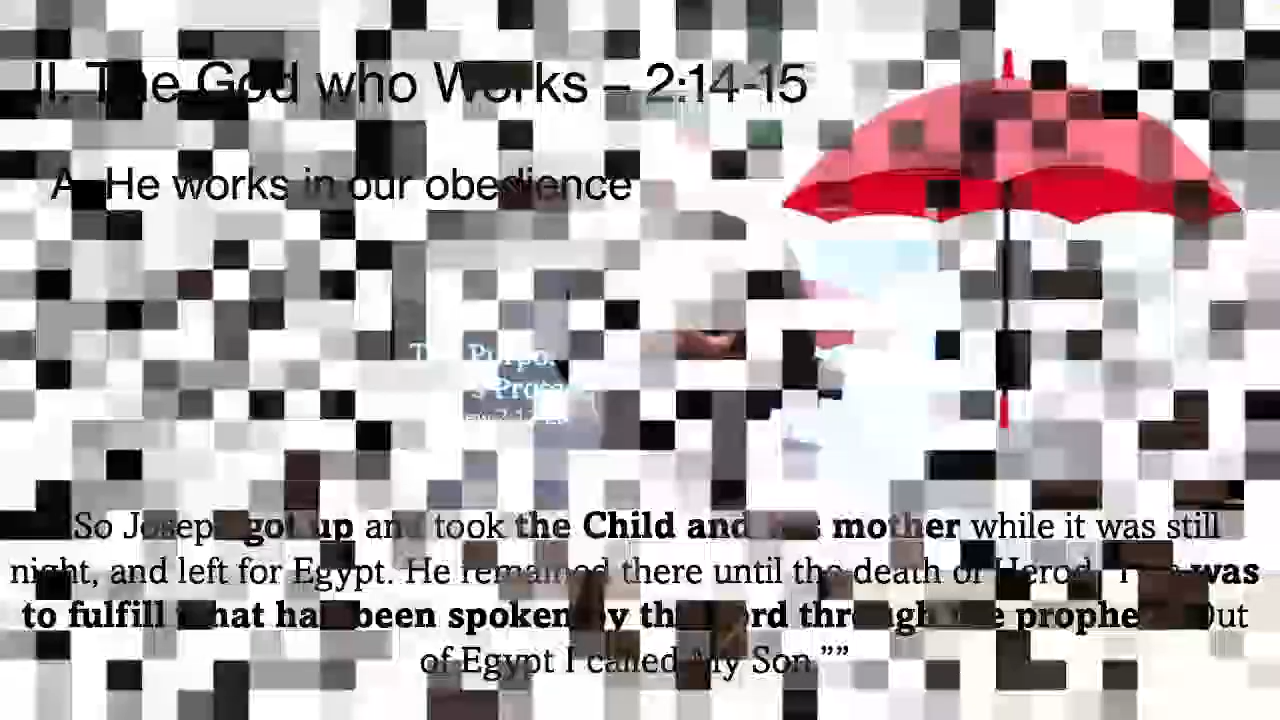 II. The God who Works – 2:14-15
A. He works in our obedience
So Joseph got up and took the Child and His mother while it was still
night, and left for Egypt. He remained there until the death of Herod. This was
to fulfill what had been spoken by the Lord through the prophet: "Out
of Egypt I called My Son.””